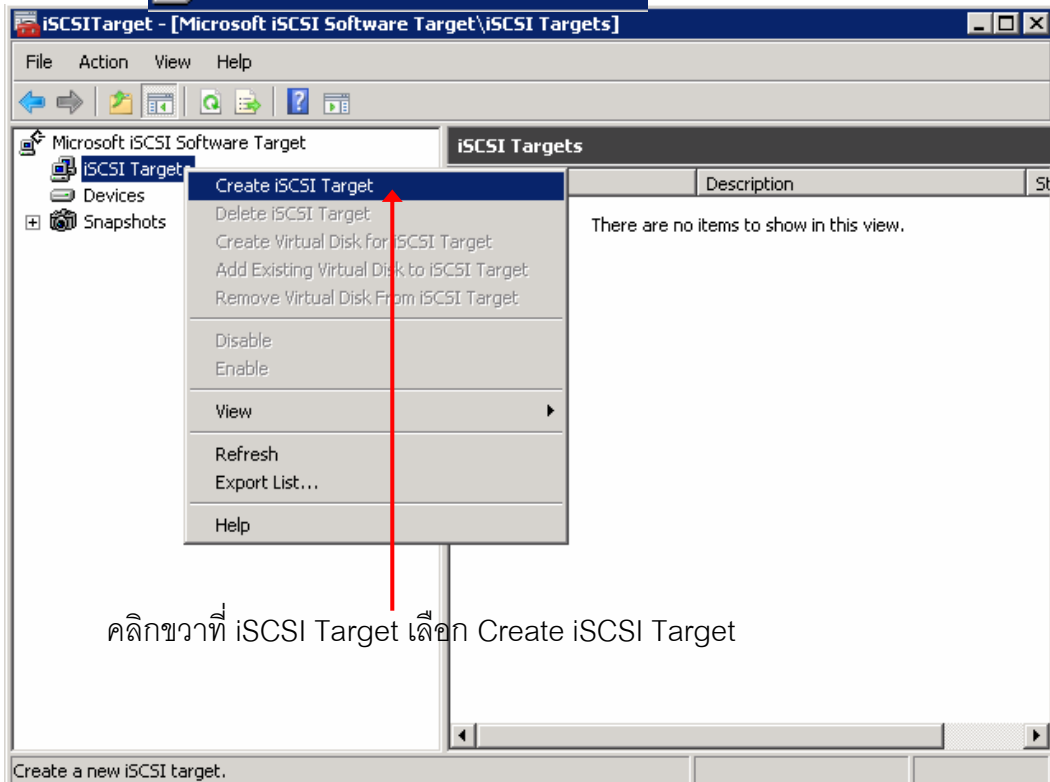 iSCSITarget - [Microsoft iSCSI Software Target\iSCSI Targets]
File Action View Help
Microsoft iSCSI Software Target
iSCSI Targets
Devices
Snapshots
iSCSI Targets
Description
There are no items to show in this view.
Create iSCSI Target
Delete iSCSI Target
Create Virtual Disk for iSCSI Target
Add Existing Virtual Disk to iSCSI Target
Remove Virtual Disk From iSCSI Target
Disable
Enable
View
Refresh
Export List...
Help
คลิกขวาที่ iSCSI Target เลือก Create iSCSI Target
Create a new iSCSI target.